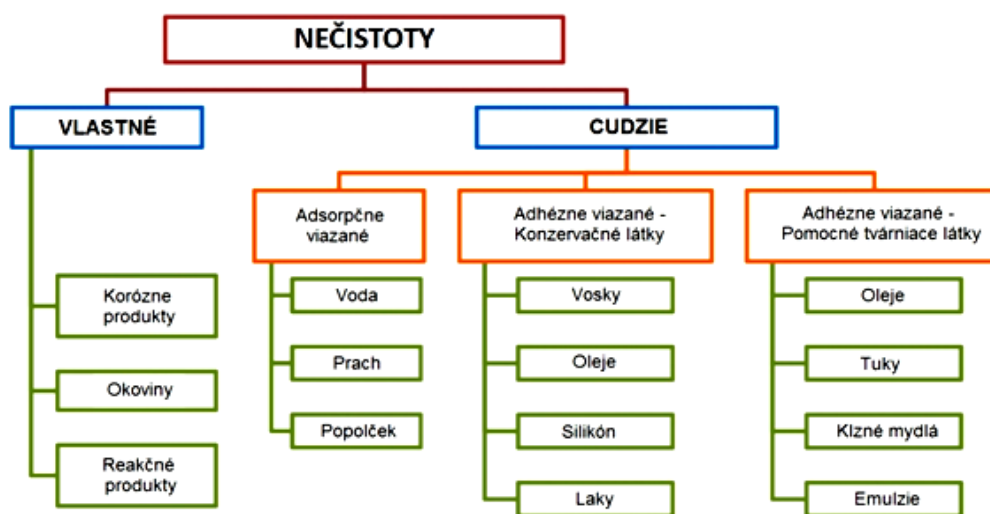 NEČISTOTY
VLASTNÉ
CUDZIE
Adsorpčne
viazané
Adhézne viazané -
Konzervačné látky
Adhézne viazané -
Pomocné tvárniace látky
Korózne
produkty
Okoviny
Reakčné
produkty
Voda
Prach
Popolček
Vosky
Oleje
Silikón
Laky
Oleje
Tuky
Klzné mydlá
Emulzie